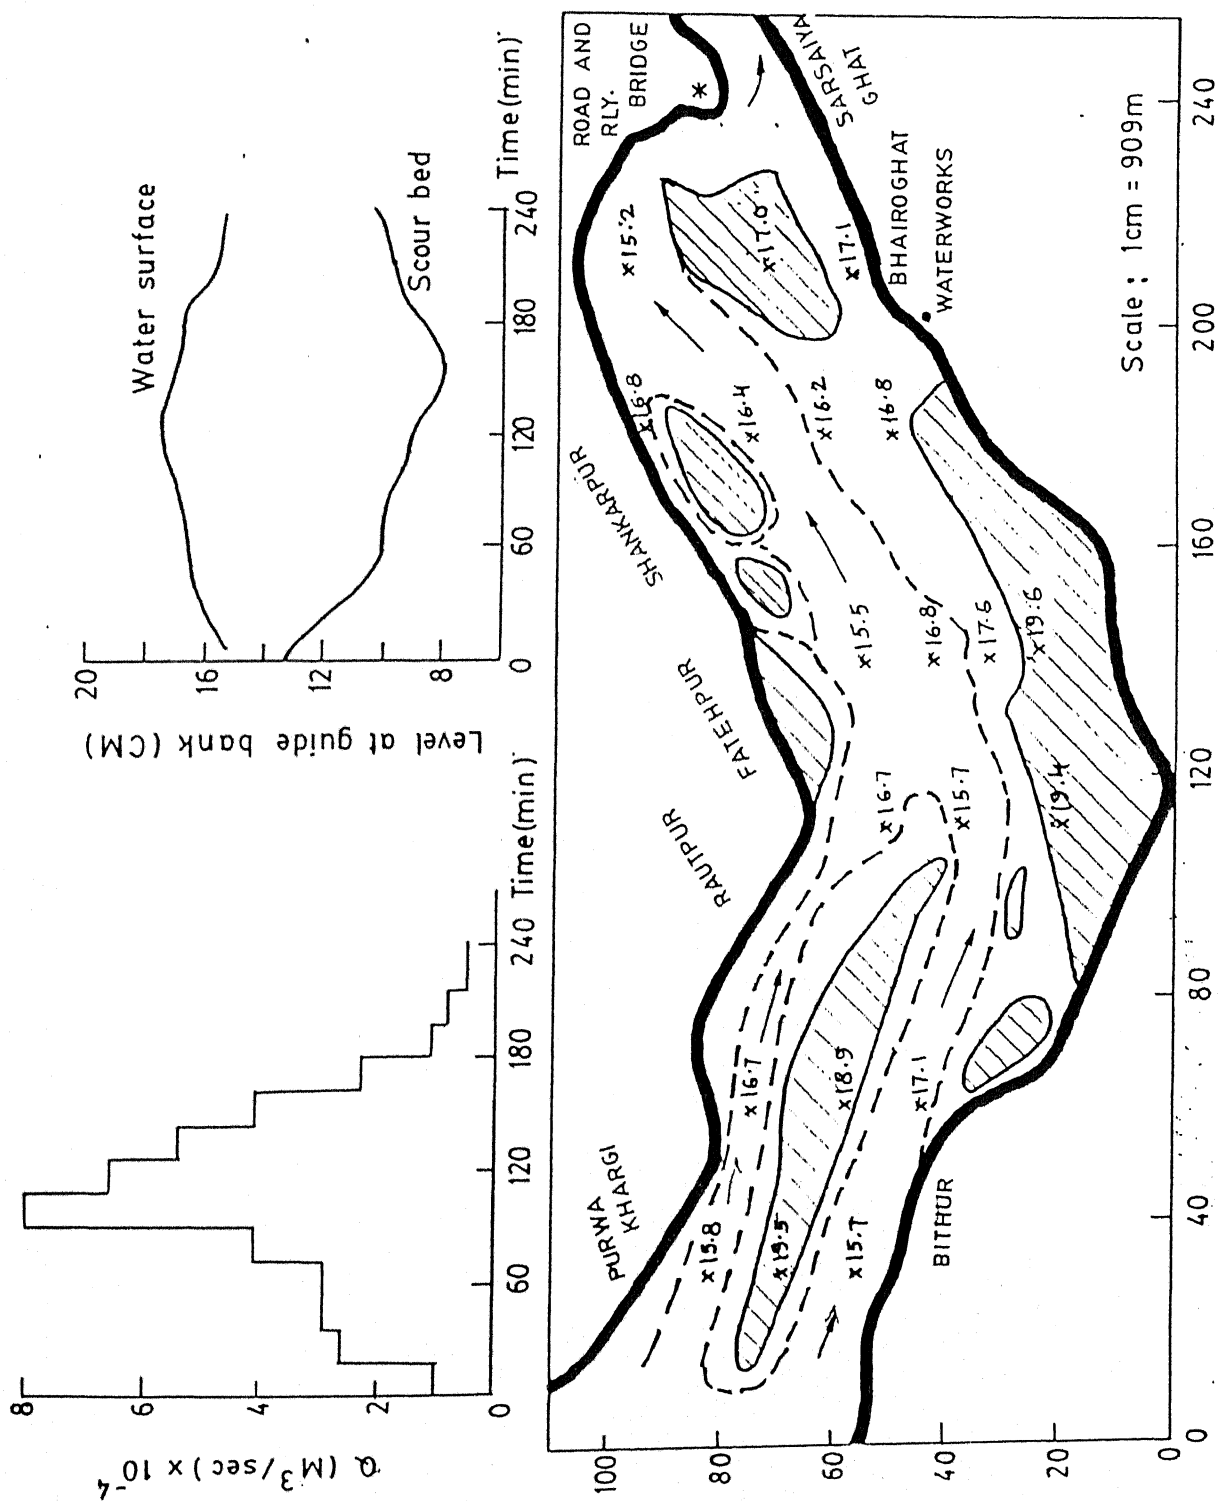 Q (M³/sec) x 10⁻⁴
8
6
4
2
0
60
120
180
240
Time(min)
Level at guide bank (CM)
20
16
12
8
0
60
120
180
240
Time(min)
Water surface
Scour bed
100
80
60
40
20
0
0
40
80
120
160
200
240
PURWA
KHARGI
RAUTPUR
FATEHPUR
SHANKARPUR
ROAD AND
RLY.
BRIDGE
*
SARSAIYA
GHAT
BHAIROGHAT
WATERWORKS
BITHUR
x15.8
x19.5
x15.7
x16.7
x18.9
x17.1
x16.7
x15.7
x19.4
x15.5
x16.8
x17.6
x19.6
x16.8
x16.4
x16.2
x16.8
x15.2
x17.0
x17.1
Scale : 1cm = 909m